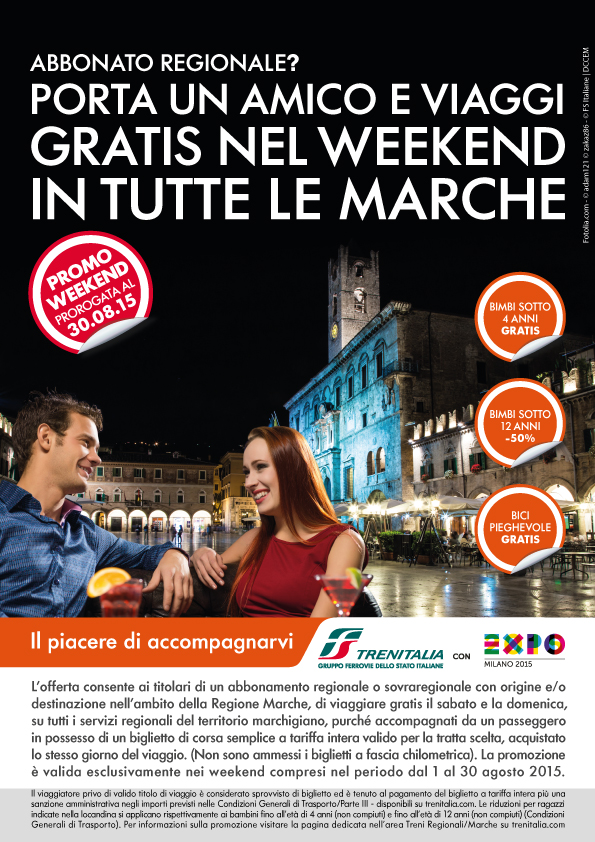 ABBONATO REGIONALE?
PORTA UN AMICO E VIAGGI
GRATIS NEL WEEKEND
IN TUTTE LE MARCHE
Fotolia.com - © adam121 © zakaz86 - © FS Italiane | DCCEM
PROMO
WEEKEND
PROROGATA AL
30.08.15
BIMBI SOTTO
4 ANNI
GRATIS
BIMBI SOTTO
12 ANNI
-50%
BICI
PIEGHEVOLE
GRATIS
Il piacere di accompagnarvi
TRENITALIA
GRUPPO FERROVIE DELLO STATO ITALIANE
CON
EXPO
MILANO 2015
L'offerta consente ai titolari di un abbonamento regionale o sovraregionale con origine e/o
destinazione nell'ambito della Regione Marche, di viaggiare gratis il sabato e la domenica,
su tutti i servizi regionali del territorio marchigiano, purché accompagnati da un passeggero
in possesso di un biglietto di corsa semplice a tariffa intera valido per la tratta scelta, acquistato
lo stesso giorno del viaggio. (Non sono ammessi i biglietti a fascia chilometrica). La promozione
è valida esclusivamente nei weekend compresi nel periodo dal 1 al 30 agosto 2015.
Il viaggiatore privo di valido titolo di viaggio è considerato sprovvisto di biglietto ed è tenuto al pagamento del biglietto a tariffa intera più una
sanzione amministrativa negli importi previsti nelle Condizioni Generali di Trasporto/Parte III - disponibili su trenitalia.com. Le riduzioni per ragazzi
indicate nella locandina si applicano rispettivamente ai bambini fino all'età di 4 anni (non compiuti) e fino all'età di 12 anni (non compiuti) (Condizioni
Generali di Trasporto). Per informazioni sulla promozione visitare la pagina dedicata nell'area Treni Regionali/Marche su trenitalia.com